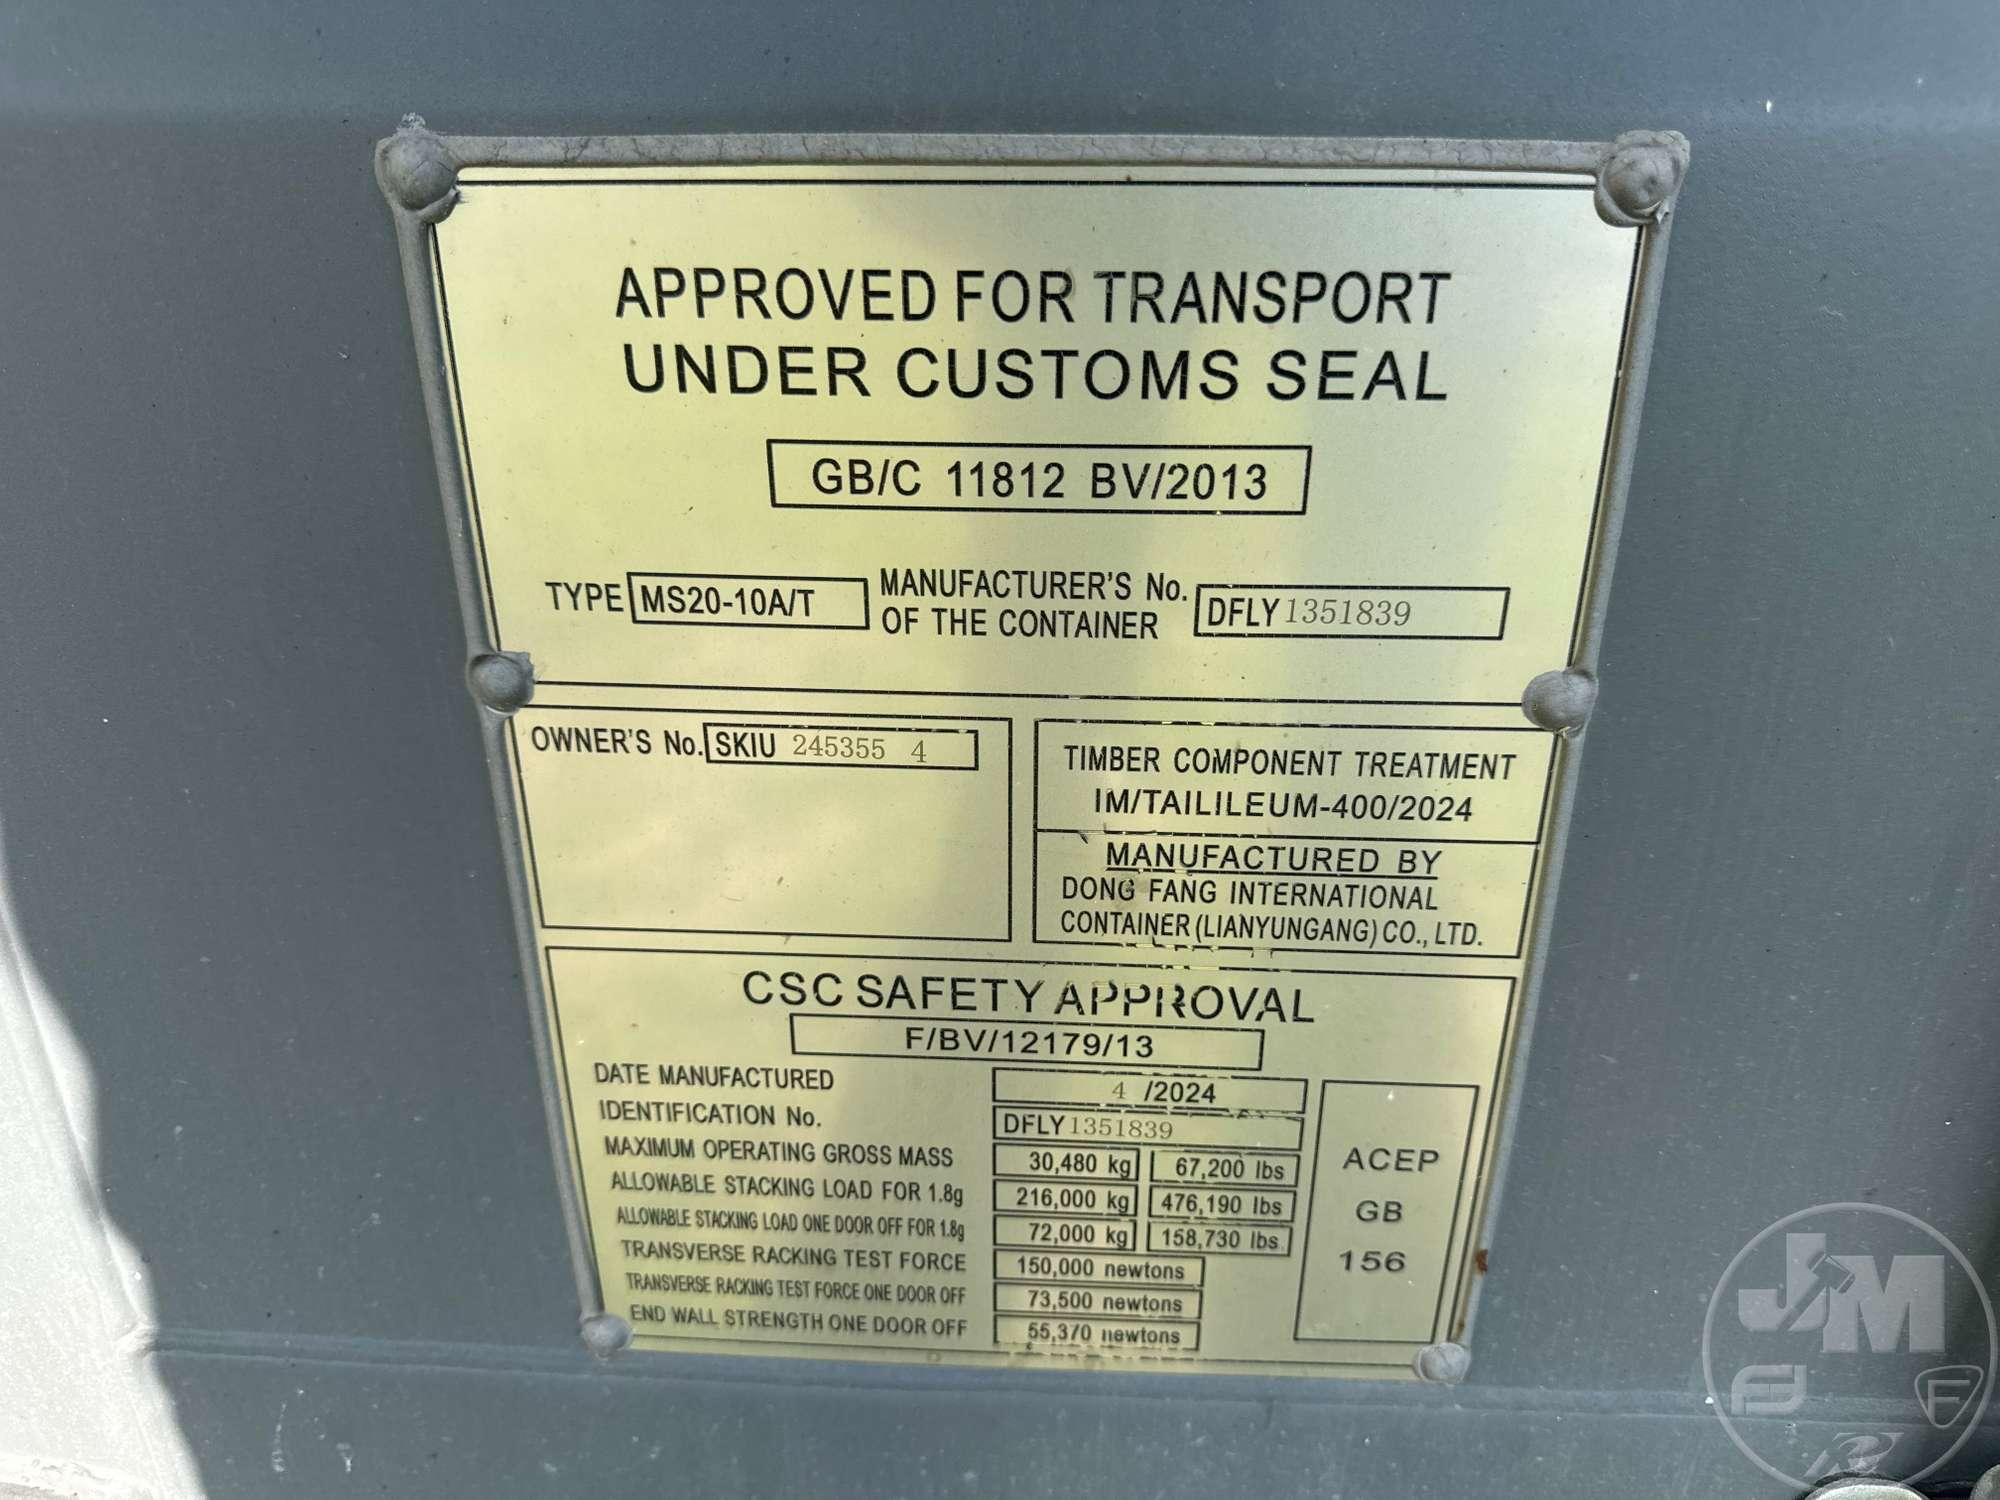 APPROVED FOR TRANSPORT
UNDER CUSTOMS SEAL
GB/C 11812 BV/2013
TYPE MS20-10A/T MANUFACTURER'S No. OF THE CONTAINER DFLY 1351839
OWNER'S No. SKIU 245355 4
TIMBER COMPONENT TREATMENT
IM/TAILILEUM-400/2024
MANUFACTURED BY
DONG FANG INTERNATIONAL
CONTAINER (LIANYUNGANG) CO., LTD.
CSC SAFETY APPROVAL
F/BV/12179/13
DATE MANUFACTURED 4 /2024
IDENTIFICATION No. DFLY 1351839
MAXIMUM OPERATING GROSS MASS 30,480 kg 67,200 lbs
ALLOWABLE STACKING LOAD FOR 1.8g 216,000 kg 476,190 lbs
ALLOWABLE STACKING LOAD ONE DOOR OFF FOR 1.8g 72,000 kg 158,730 lbs
TRANSVERSE RACKING TEST FORCE 150,000 newtons
TRANSVERSE RACKING TEST FORCE ONE DOOR OFF 73,500 newtons
END WALL STRENGTH ONE DOOR OFF 55,370 newtons
ACEP
GB
156
JM
F